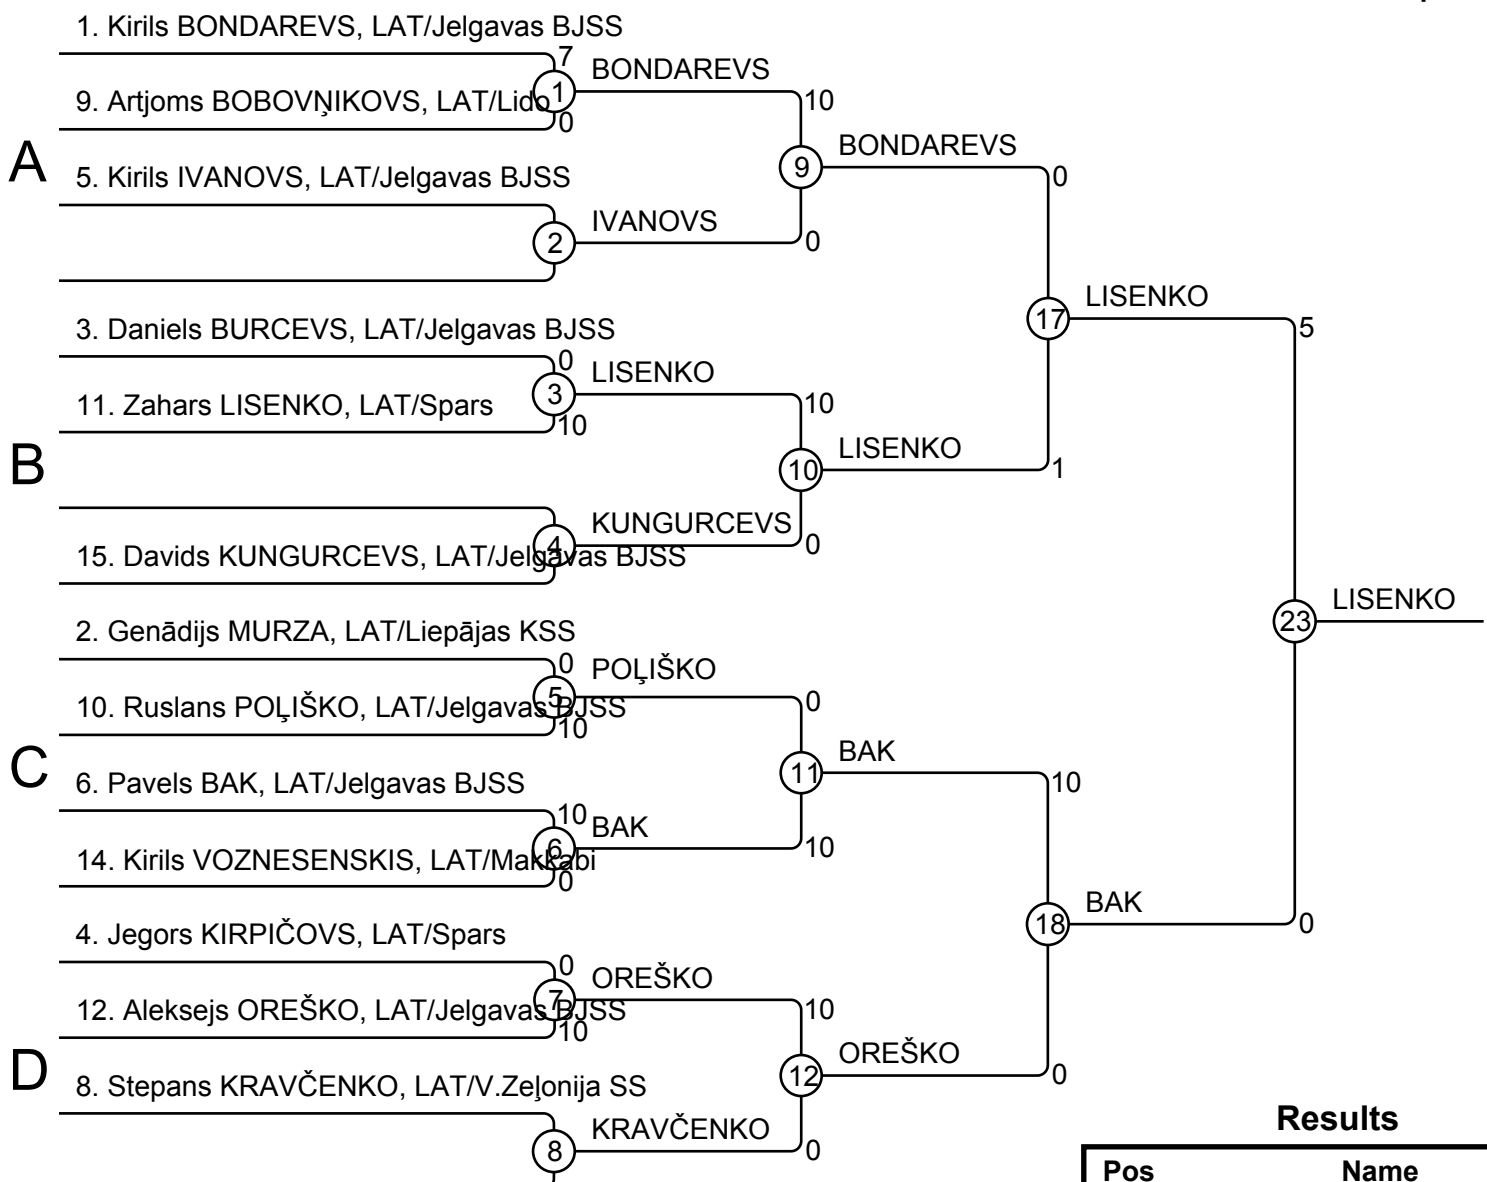 1. Kirils BONDAREVS, LAT/Jelgavas BJSS
7
BONDAREVS
1
9. Artjoms BOBOVŅIKOVS, LAT/Lido
0
10
BONDAREVS
9
0
A
5. Kirils IVANOVS, LAT/Jelgavas BJSS
IVANOVS
2
0
3. Daniels BURCEVS, LAT/Jelgavas BJSS
0
LISENKO
3
11. Zahars LISENKO, LAT/Spars
10
10
LISENKO
17
5
B
LISENKO
10
1
KUNGURCEVS
4
0
15. Davids KUNGURCEVS, LAT/Jelgavas BJSS
LISENKO
23
2. Genādijs MURZA, LAT/Liepājas KSS
0
POĻIŠKO
5
10. Ruslans POĻIŠKO, LAT/Jelgavas BJSS
10
0
C
BAK
11
10
6. Pavels BAK, LAT/Jelgavas BJSS
10
BAK
6
10
14. Kirils VOZNESENSKIS, LAT/Makkabi
0
BAK
18
0
4. Jegors KIRPIČOVS, LAT/Spars
0
OREŠKO
7
12. Aleksejs OREŠKO, LAT/Jelgavas BJSS
10
10
D
OREŠKO
12
0
8. Stepans KRAVČENKO, LAT/V.Zeļonija SS
KRAVČENKO
8
0
Results
Pos Name